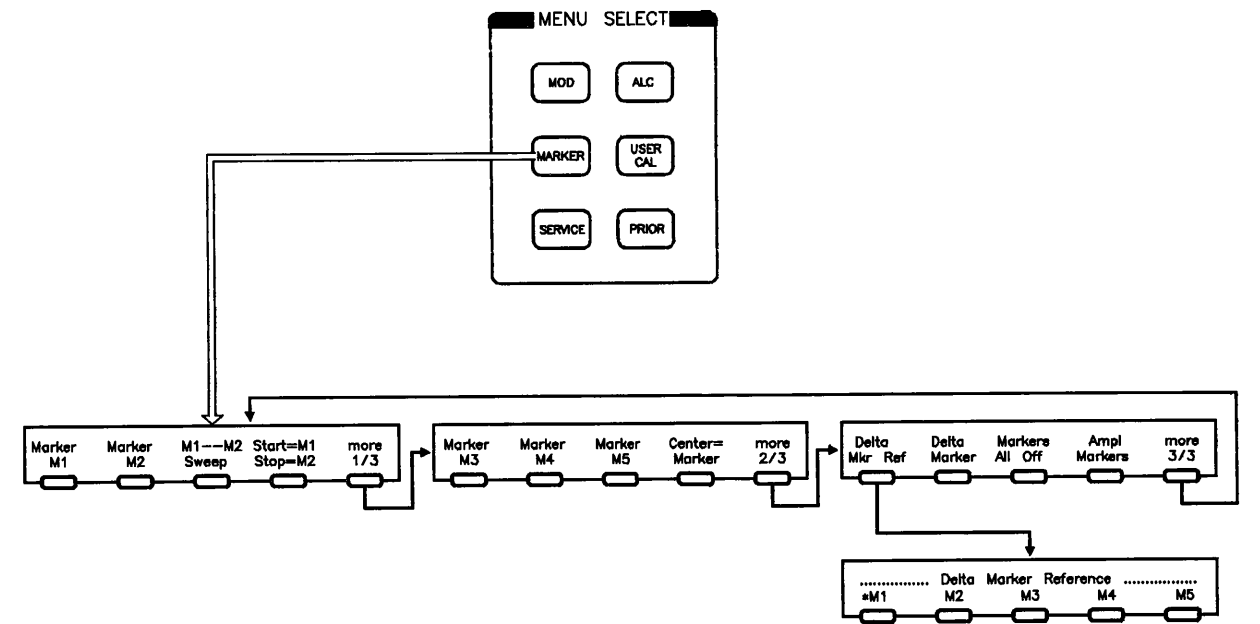 MENU SELECT
MOD ALC
MARKER USER
CAL
SERVICE PRIOR
Marker Marker M1--M2 Start=M1 more
M1 M2 Sweep Stop=M2 1/3
Marker Marker Marker Center= more
M3 M4 M5 Marker 2/3
Delta Delta Markers Ampl more
Mkr Ref Marker All Off Markers 3/3
................ Delta Marker Reference .................
*M1 M2 M3 M4 M5